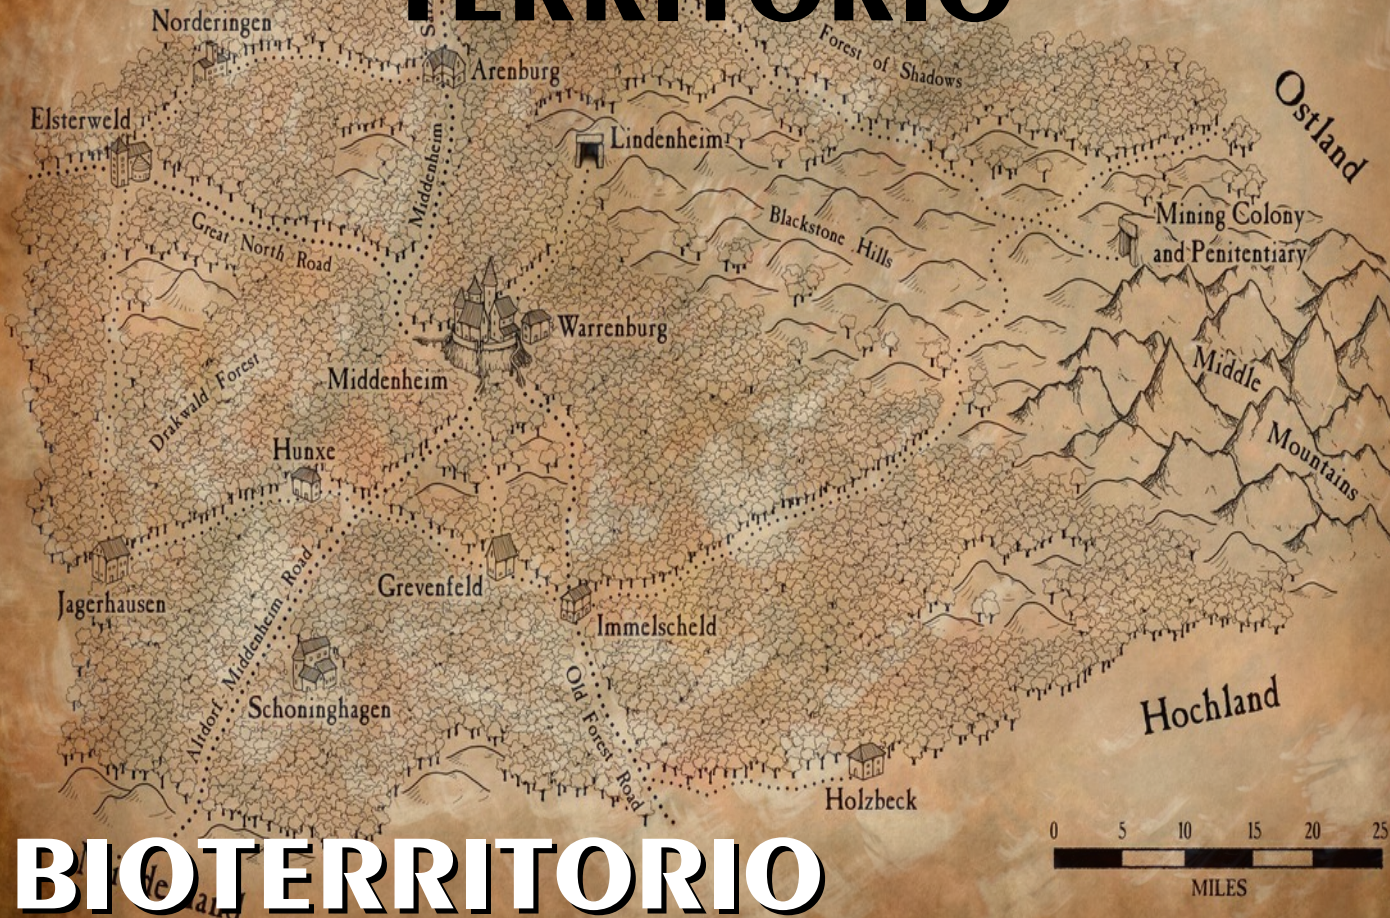 TERRITORIO
Norderingen
Arenburg
Forest of Shadows
Ostland
Elsterweld
Lindenheim
Middenheim
Great North Road
Blackstone Hills
Mining Colony
and Penitentiary
Warrenburg
Middenheim
Drakwald Forest
Middle
Mountains
Hunxe
Jagerhausen
Grevenfeld
Immelscheld
Altdorf Middenheim Road
Schoninghagen
Old Forest Road
Hochland
Holzbeck
0 5 10 15 20 25
MILES
BIOTERRITORIO